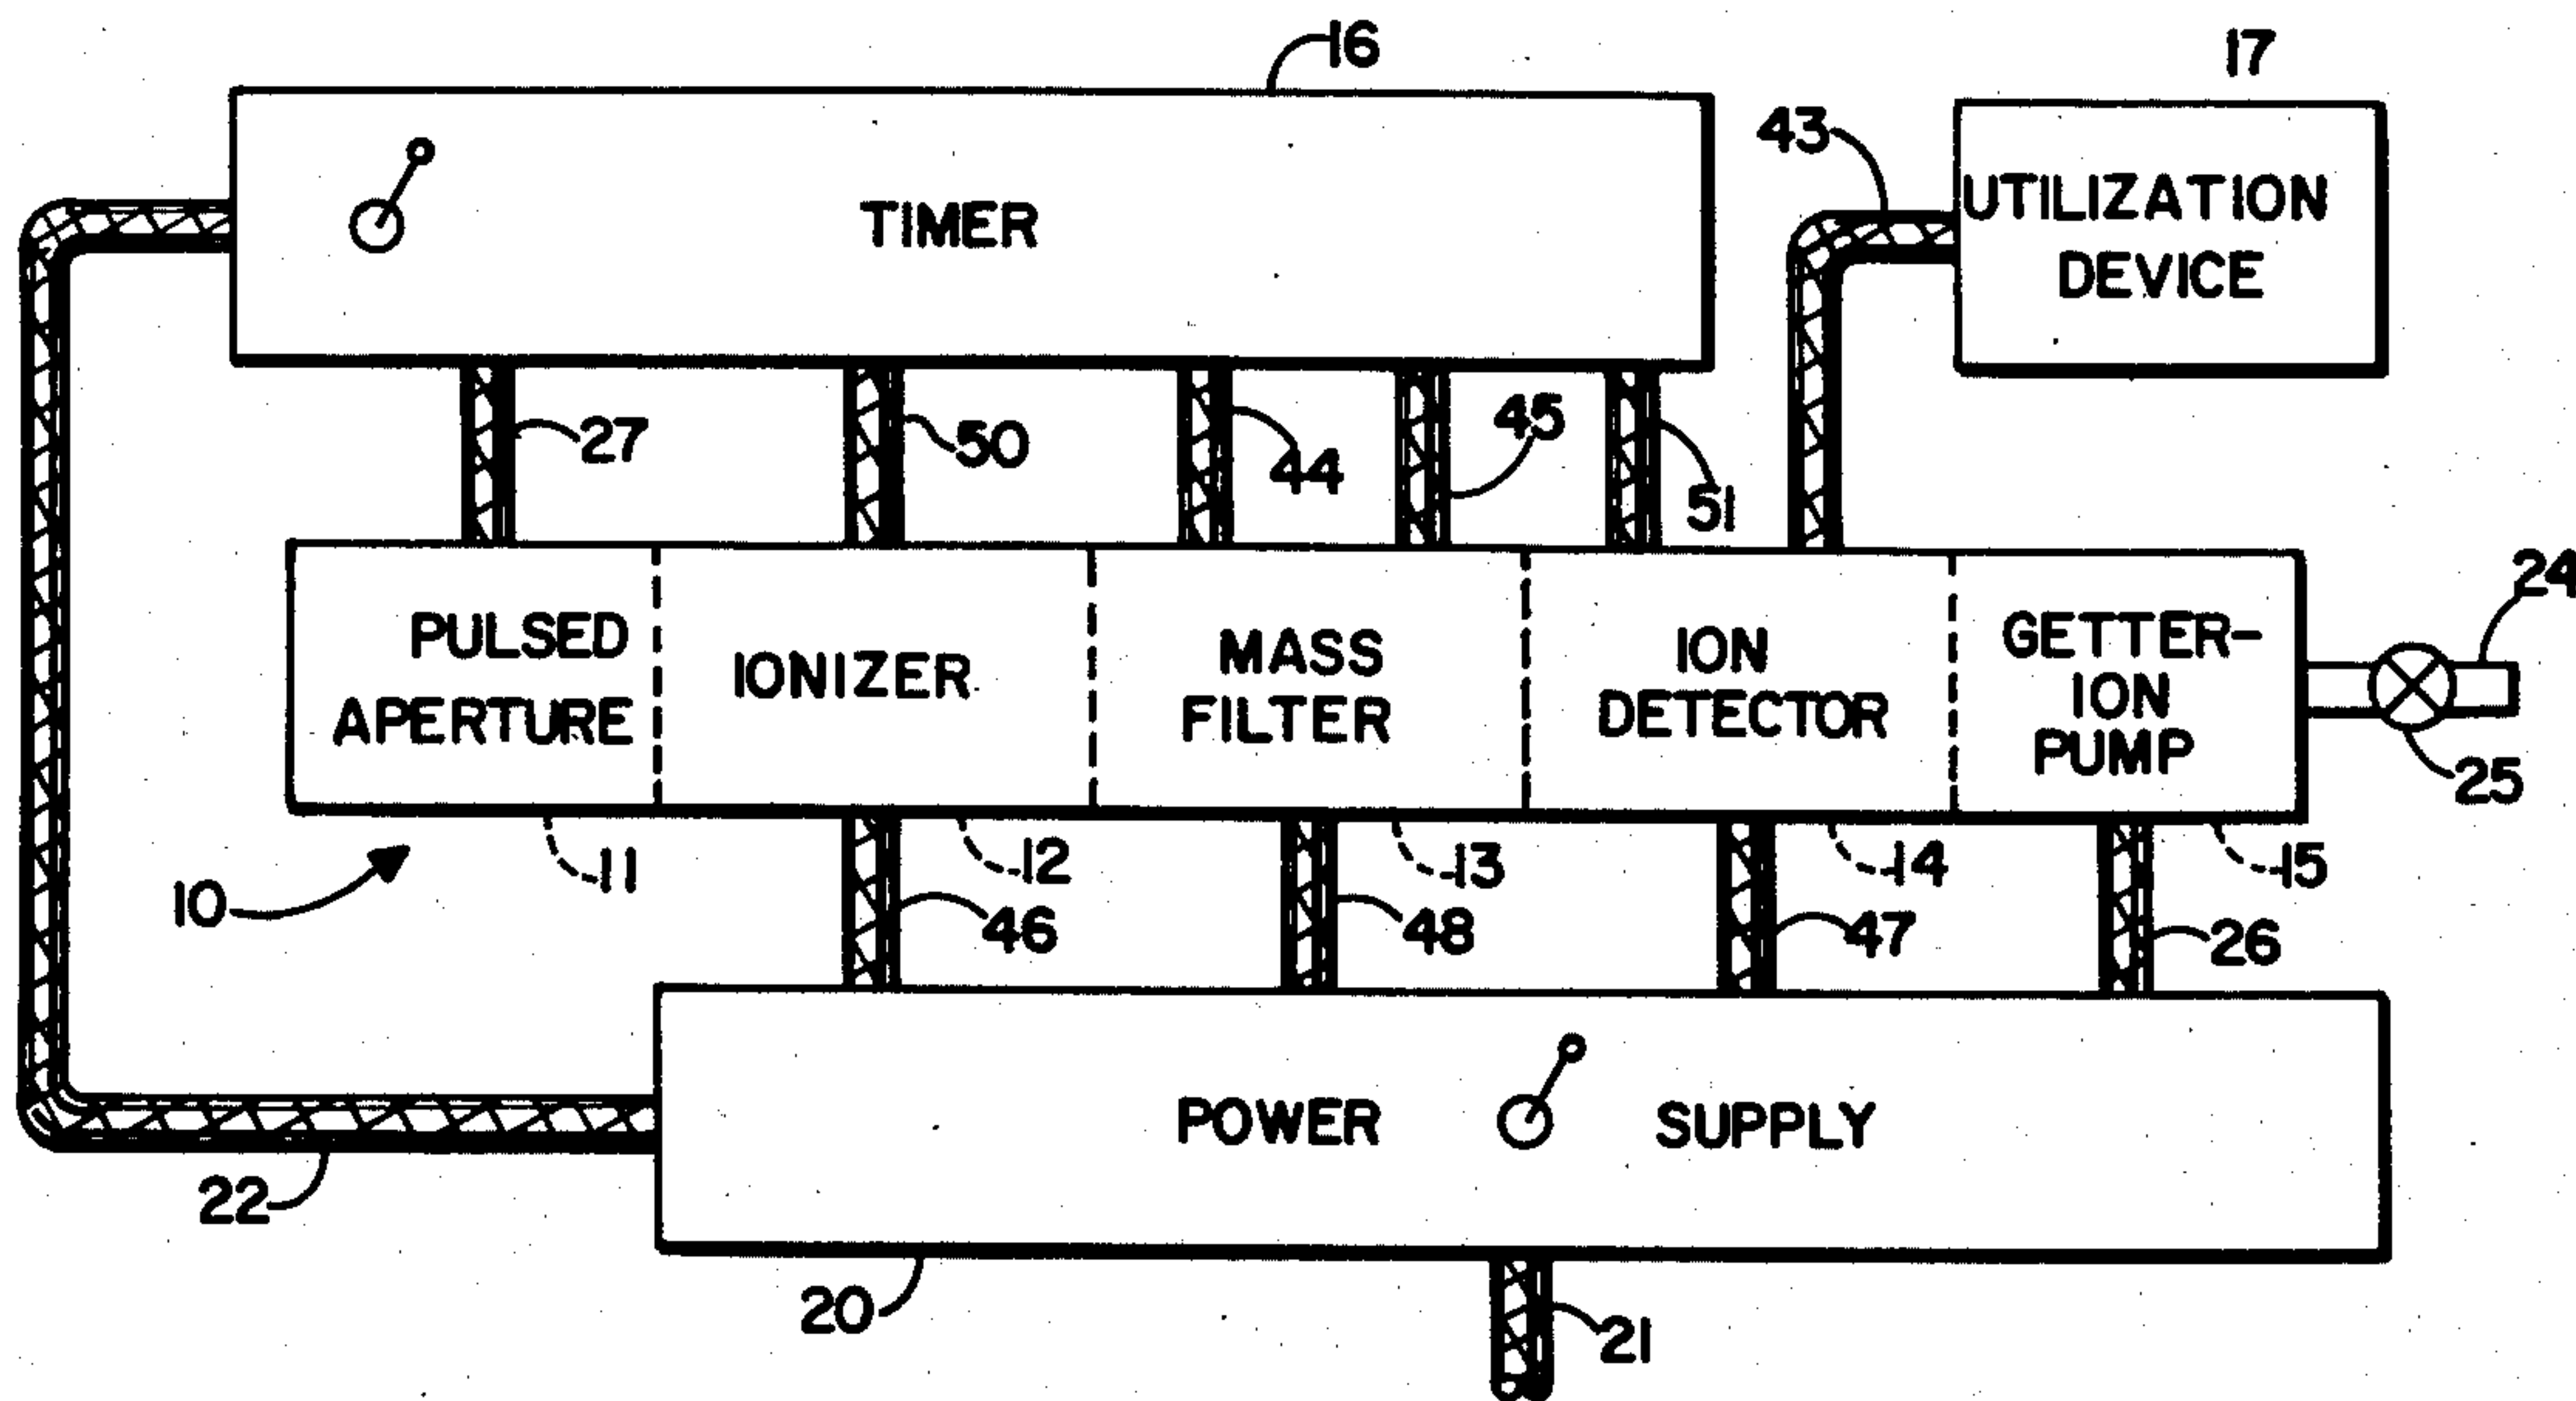 16
17
43
TIMER
UTILIZATION
DEVICE
27
50
44
45
51
24
PULSED
APERTURE
IONIZER
MASS
FILTER
ION
DETECTOR
GETTER-
ION
PUMP
25
10
11
12
13
14
15
46
48
47
26
POWER SUPPLY
22
20
21